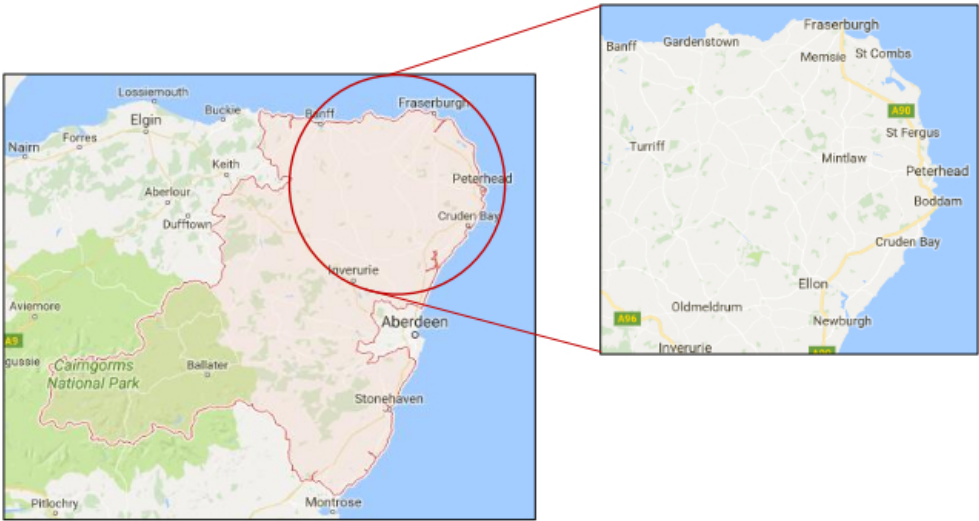 Lossiemouth
Elgin
Buckie
Banff
Fraserburgh
Forres
Nairn
Keith
Aberlour
Dufftown
Peterhead
Cruden Bay
Inverurie
Aviemore
Aberdeen
A9
gussie
Cairngorms
National Park
Ballater
Stonehaven
Pitlochry
Montrose
Fraserburgh
Banff
Gardenstown
Memsie
St Combs
A90
St Fergus
Turriff
Mintlaw
Peterhead
Boddam
Cruden Bay
Ellon
Oldmeldrum
A96
Newburgh
Inverurie